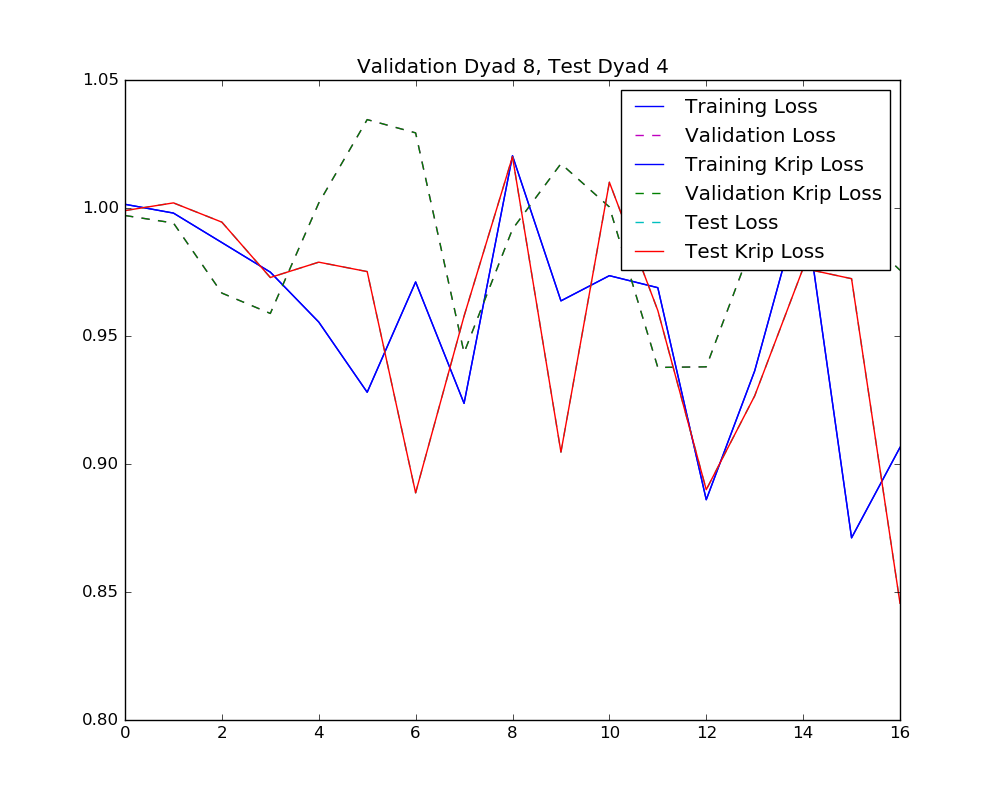 Validation Dyad 8, Test Dyad 4
1.05
1.00
0.95
0.90
0.85
0.80
Training Loss
Validation Loss
Training Krip Loss
Validation Krip Loss
Test Loss
Test Krip Loss
0 2 4 6 8 10 12 14 16